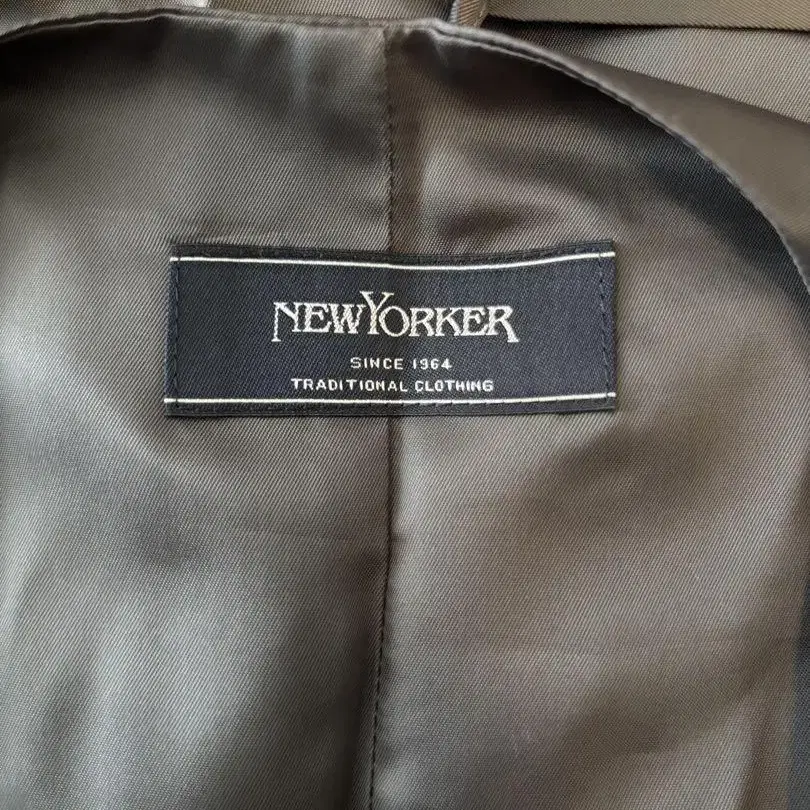 NEWYORKER
SINCE 1964
TRADITIONAL CLOTHING